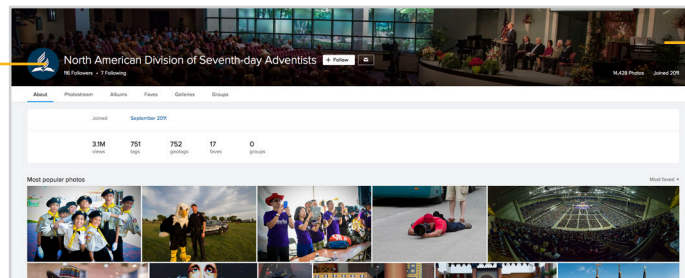 North American Division of Seventh-day Adventists + Follow
116 Followers • 7 Following
14,428 Photos Joined 2011
About Photostream Albums Faves Galleries Groups
Joined September 2011
3.1M 751 752 17 0
views tags geotags faves groups
Most popular photos Most faved